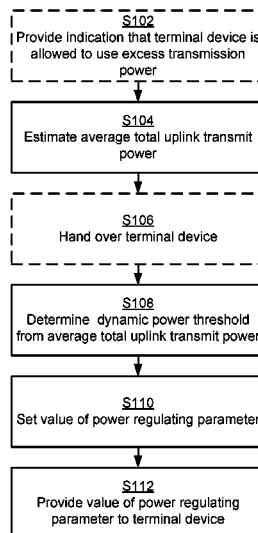 S102
Provide indication that terminal device is
allowed to use excess transmission
power
S104
Estimate average total uplink transmit
power
S106
Hand over terminal device
S108
Determine dynamic power threshold
from average total uplink transmit power
S110
Set value of power regulating parameter
S112
Provide value of power regulating
parameter to terminal device